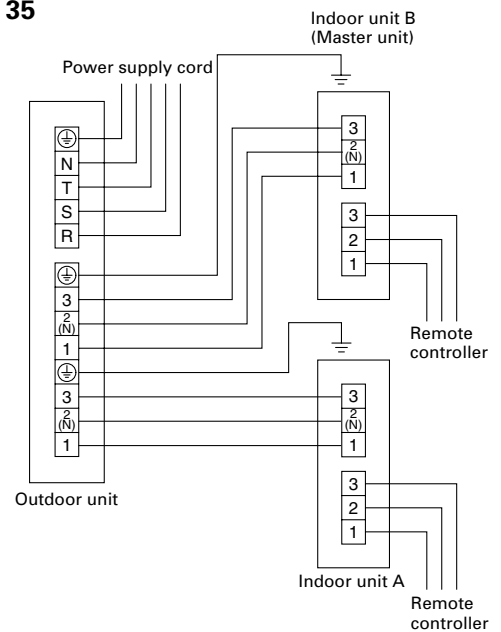 35
Indoor unit B
(Master unit)
Power supply cord
N
T
S
R
3
2
(N)
1
3
2
(N)
1
Outdoor unit
3
2
(N)
1
3
2
1
Remote
controller
3
2
(N)
1
3
2
1
Indoor unit A
Remote
controller